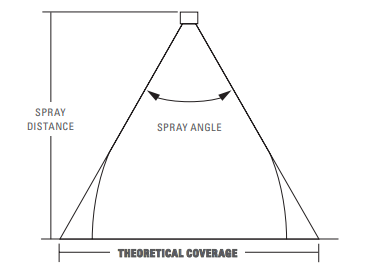 SPRAY
DISTANCE
SPRAY ANGLE
THEORETICAL COVERAGE